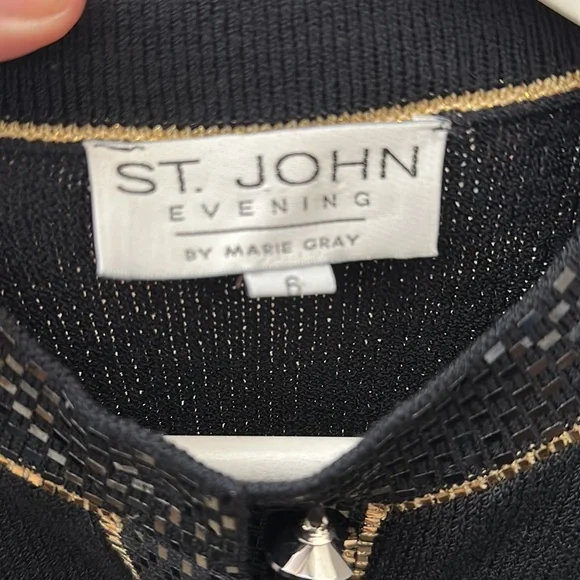 ST. JOHN
EVENING
BY MARIE GRAY
6